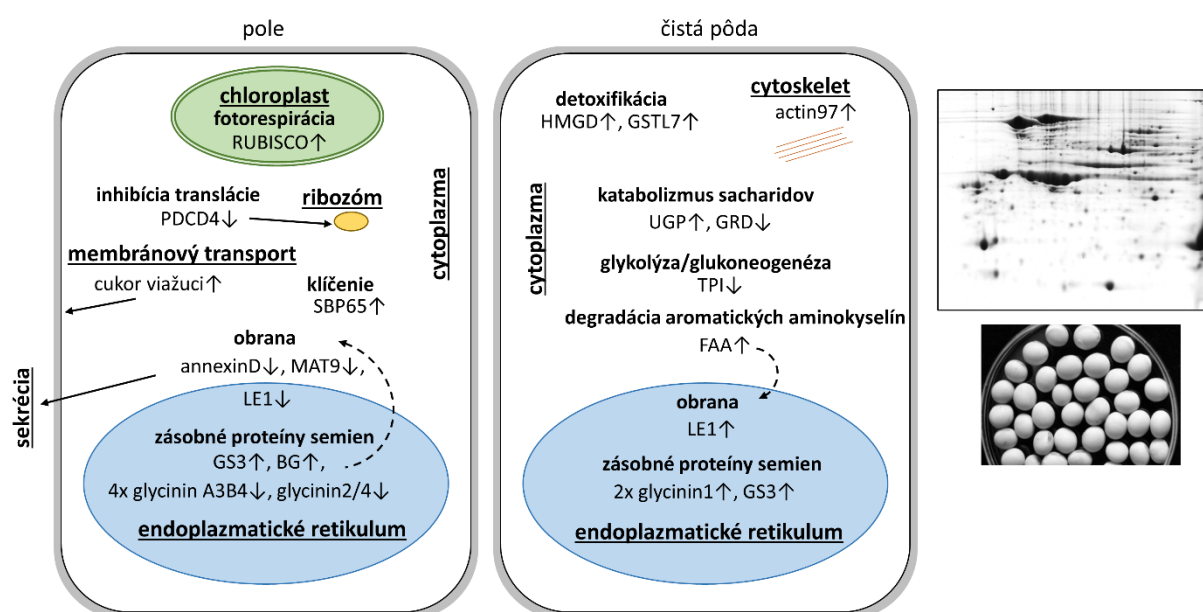 pole
chloroplast
fotorespirácia
RUBISCO↑
inhibícia translácie
PDCD4↓
ribozóm
cytoplazma
membránový transport
cukor viažuci↑
klíčenie
SBP65↑
obrana
annexinD↓, MAT9↓,
LE1↓
sekrécia
zásobné proteíny semien
GS3↑, BG↑,
4x glycinin A3B4↓, glycinin2/4↓
endoplazmatické retikulum
čistá pôda
detoxifikácia
HMGD↑, GSTL7↑
cytoskelet
actin97↑
cytoplazma
katabolizmus sacharidov
UGP↑, GRD↓
glykolýza/glukoneogenéza
TPI↓
degradácia aromatických aminokyselín
FAA↑
obrana
LE1↑
zásobné proteíny semien
2x glycinin1↑, GS3↑
endoplazmatické retikulum